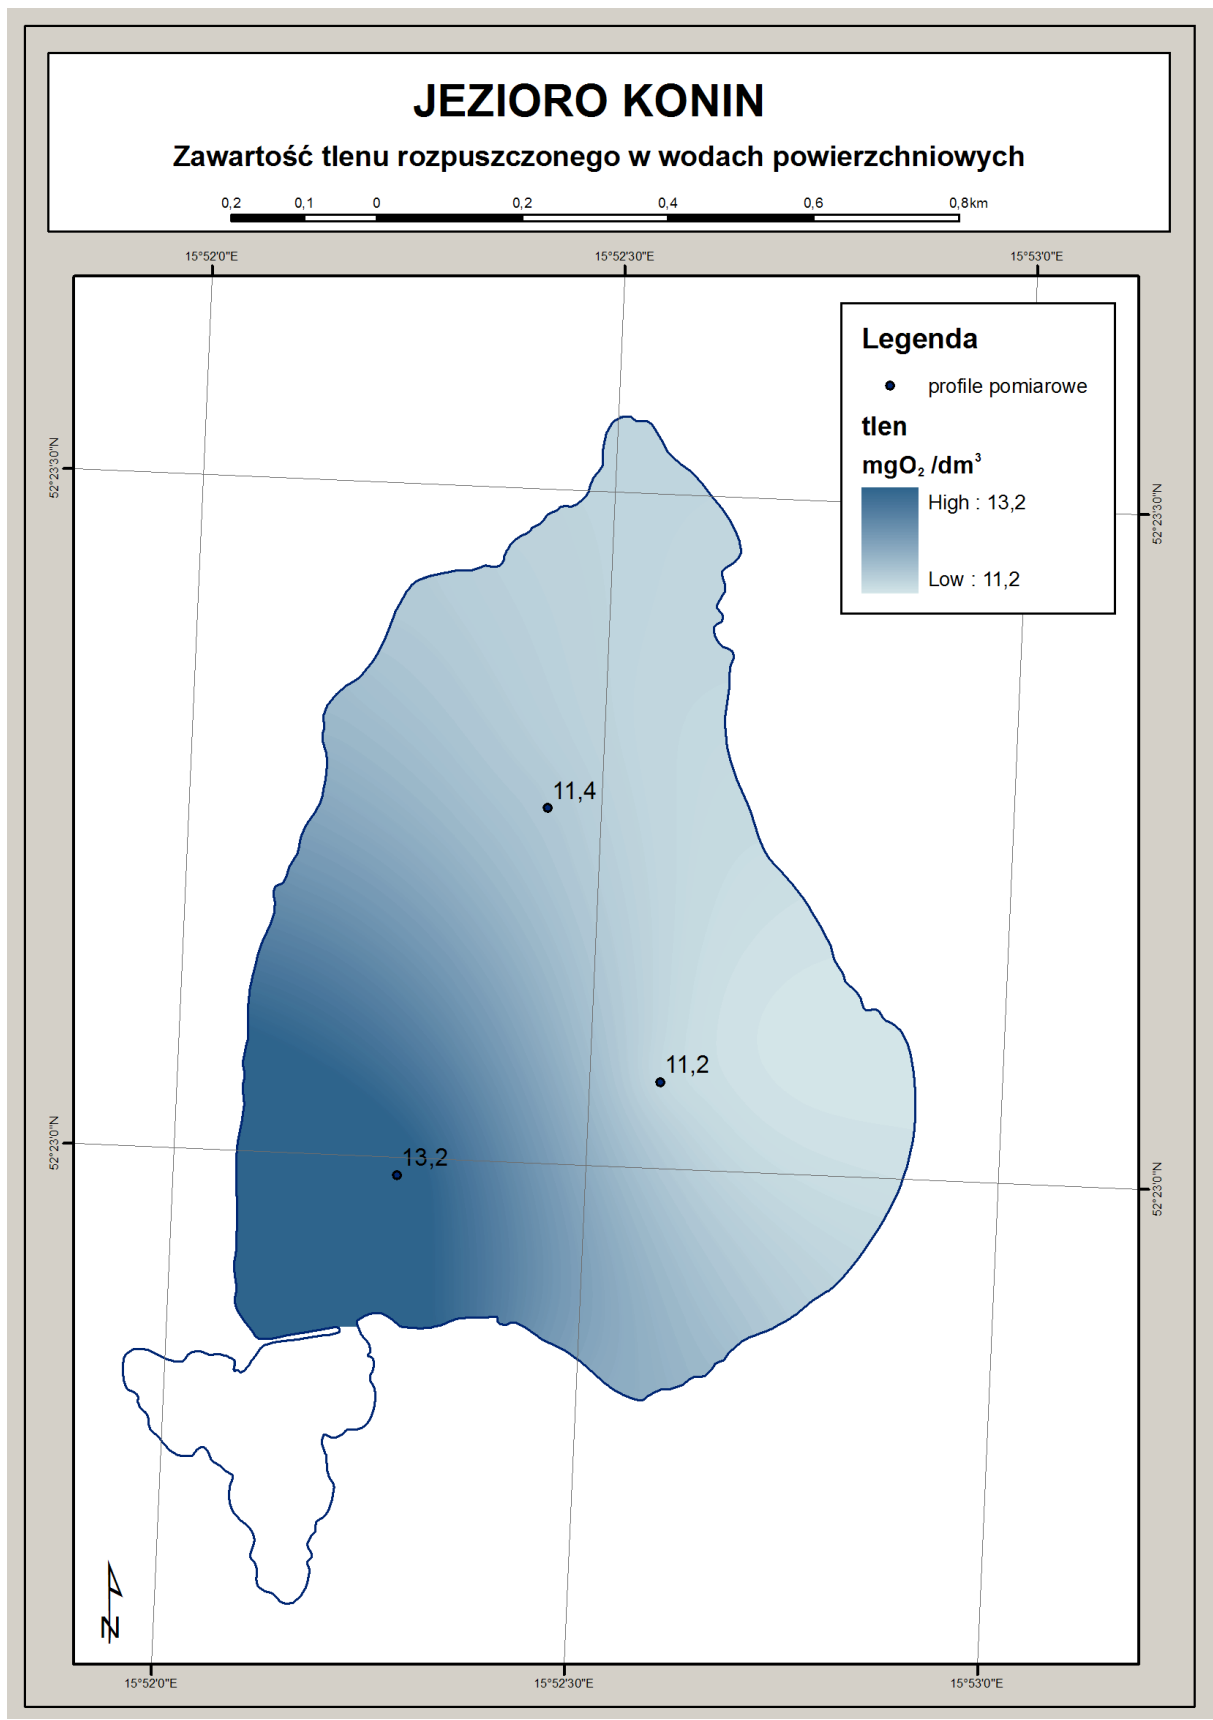 JEZIORO KONIN
Zawartość tlenu rozpuszczonego w wodach powierzchniowych
0,2 0,1 0 0,2 0,4 0,6 0,8km
15°52'0"E 15°52'30"E 15°53'0"E
Legenda
profile pomiarowe
tlen
mgO₂ /dm³
High : 13,2
Low : 11,2
52°23'30"N
52°23'30"N
11,4
11,2
52°23'0"N
13,2
52°23'0"N
N
15°52'0"E 15°52'30"E 15°53'0"E